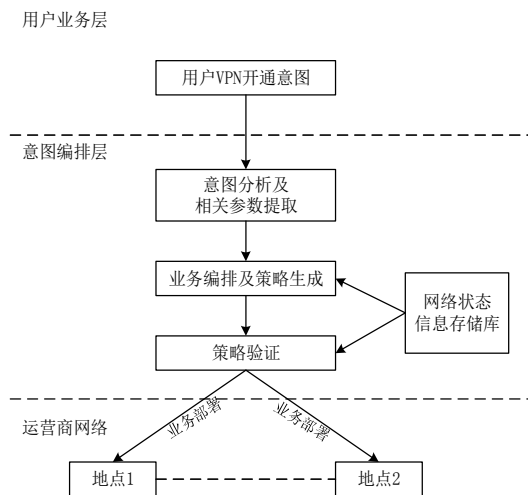 用户业务层
用户VPN开通意图
意图编排层
意图分析及
相关参数提取
业务编排及策略生成
网络状态
信息存储库
策略验证
业务部署
业务部署
运营商网络
地点1
地点2